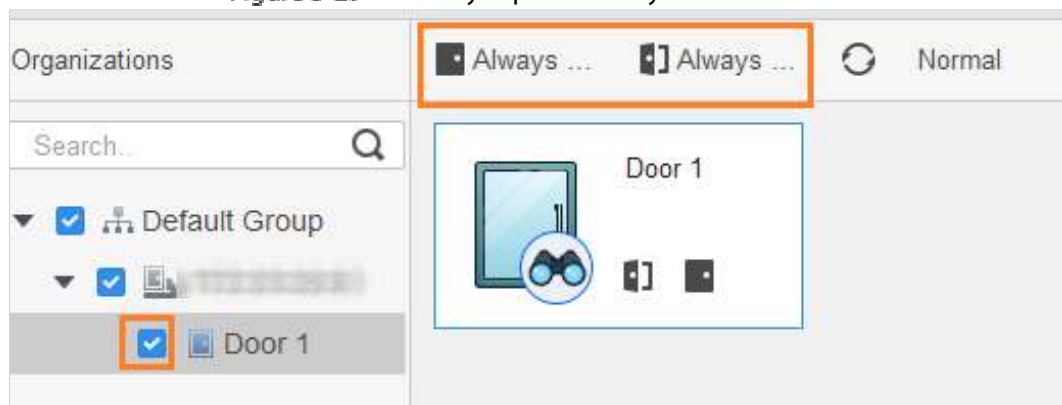 Organizations
Always ... Always ... Normal
Search..
Door 1
Default Group
Door 1